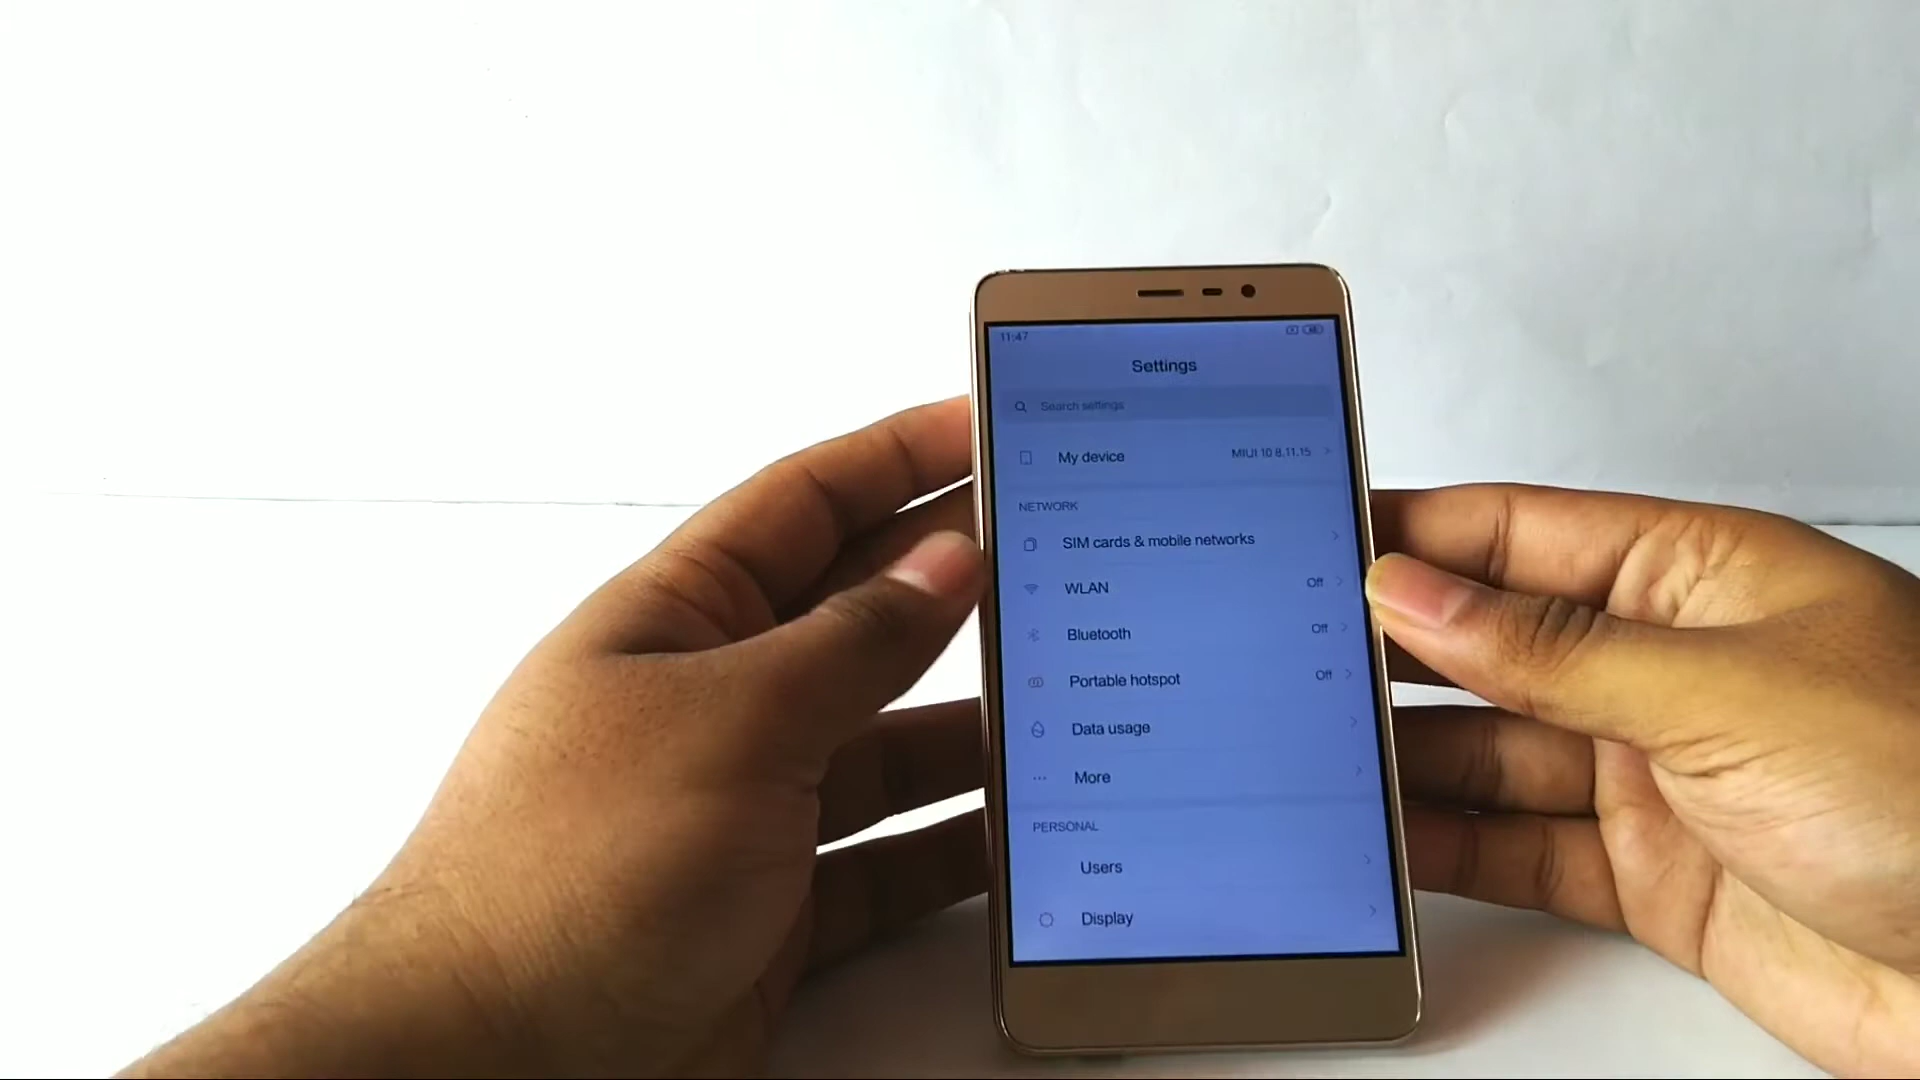 11:47
Settings
Search settings
My device MIUI 10 8.11.15
NETWORK
SIM cards & mobile networks
WLAN Off
Bluetooth Off
Portable hotspot Off
Data usage
More
PERSONAL
Users
Display